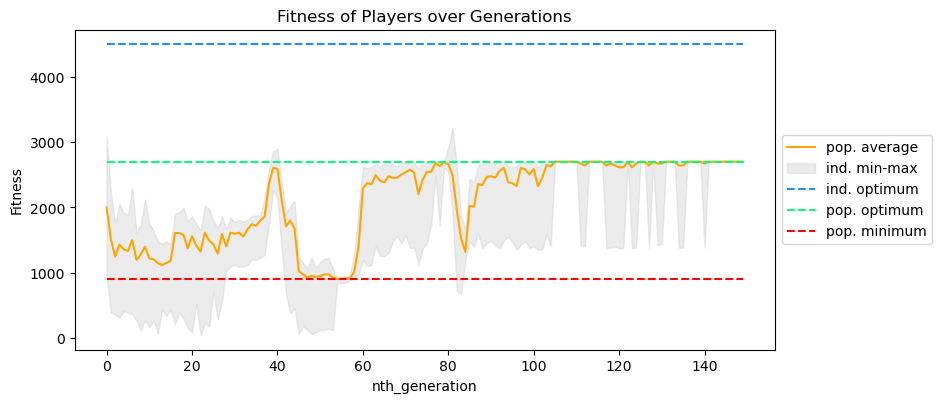 Fitness of Players over Generations
Fitness
4000
3000
2000
1000
0
0 20 40 60 80 100 120 140
nth_generation
pop. average
ind. min-max
ind. optimum
pop. optimum
pop. minimum